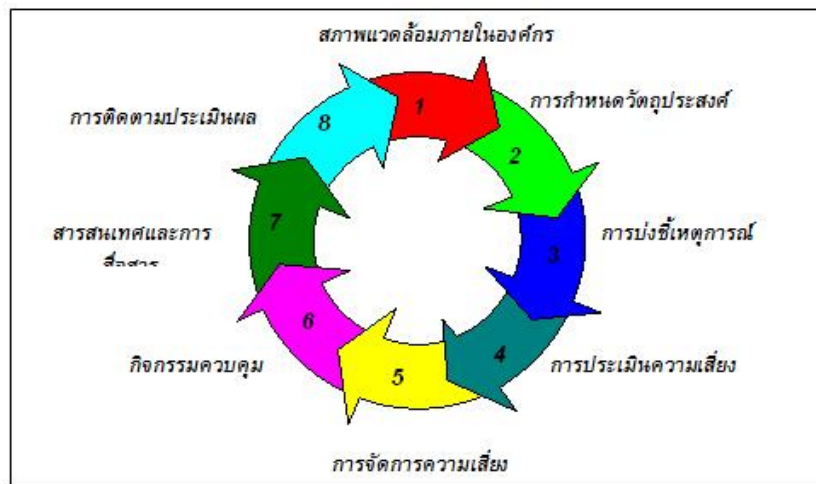 สภาพแวดล้อมภายในองค์กร
1
การกำหนดวัตถุประสงค์
2
การบ่งชี้เหตุการณ์
3
การประเมินความเสี่ยง
4
การจัดการความเสี่ยง
5
กิจกรรมควบคุม
6
สารสนเทศและการ
สื่อสาร
7
การติดตามประเมินผล
8